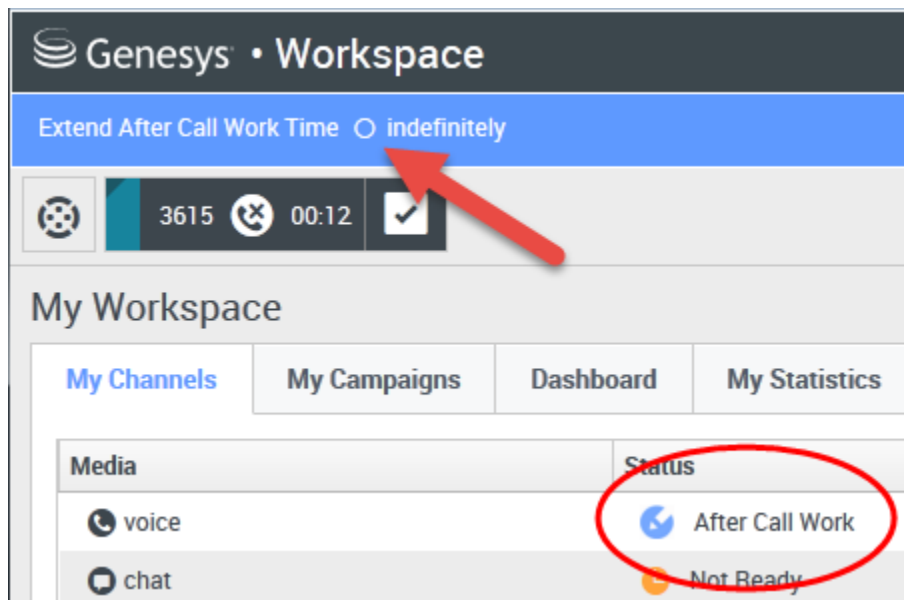 Genesys • Workspace
Extend After Call Work Time indefinitely
3615 00:12
My Workspace
My Channels My Campaigns Dashboard My Statistics
Media Status
voice After Call Work
chat Not Ready